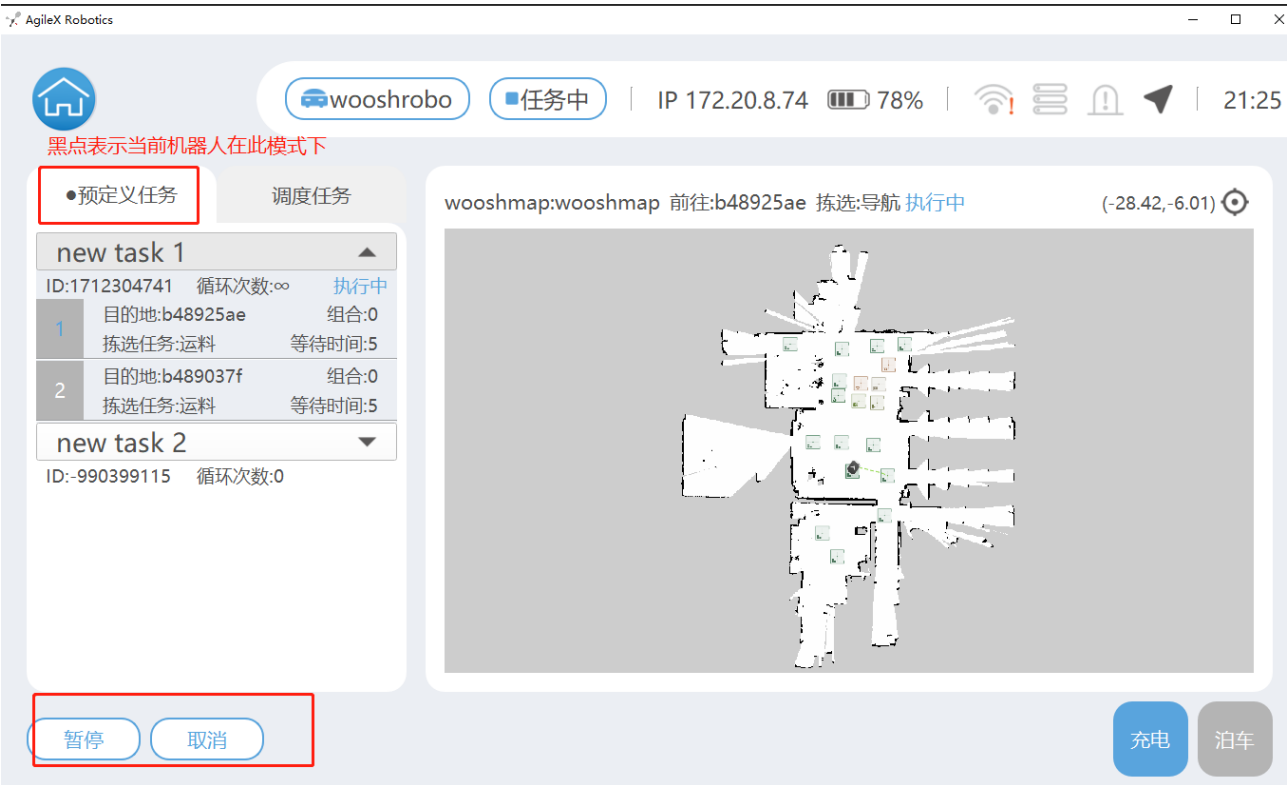 AgileX Robotics
wooshrobo ■任务中 IP 172.20.8.74 78% 21:25
黑点表示当前机器人在此模式下
●预定义任务 调度任务
new task 1
ID:1712304741 循环次数:∞ 执行中
1
目的地:b48925ae 组合:0
拣选任务:运料 等待时间:5
2
目的地:b489037f 组合:0
拣选任务:运料 等待时间:5
new task 2
ID:-990399115 循环次数:0
wooshmap:wooshmap 前往:b48925ae 拣选:导航 执行中 (-28.42,-6.01)
暂停 取消
充电 泊车